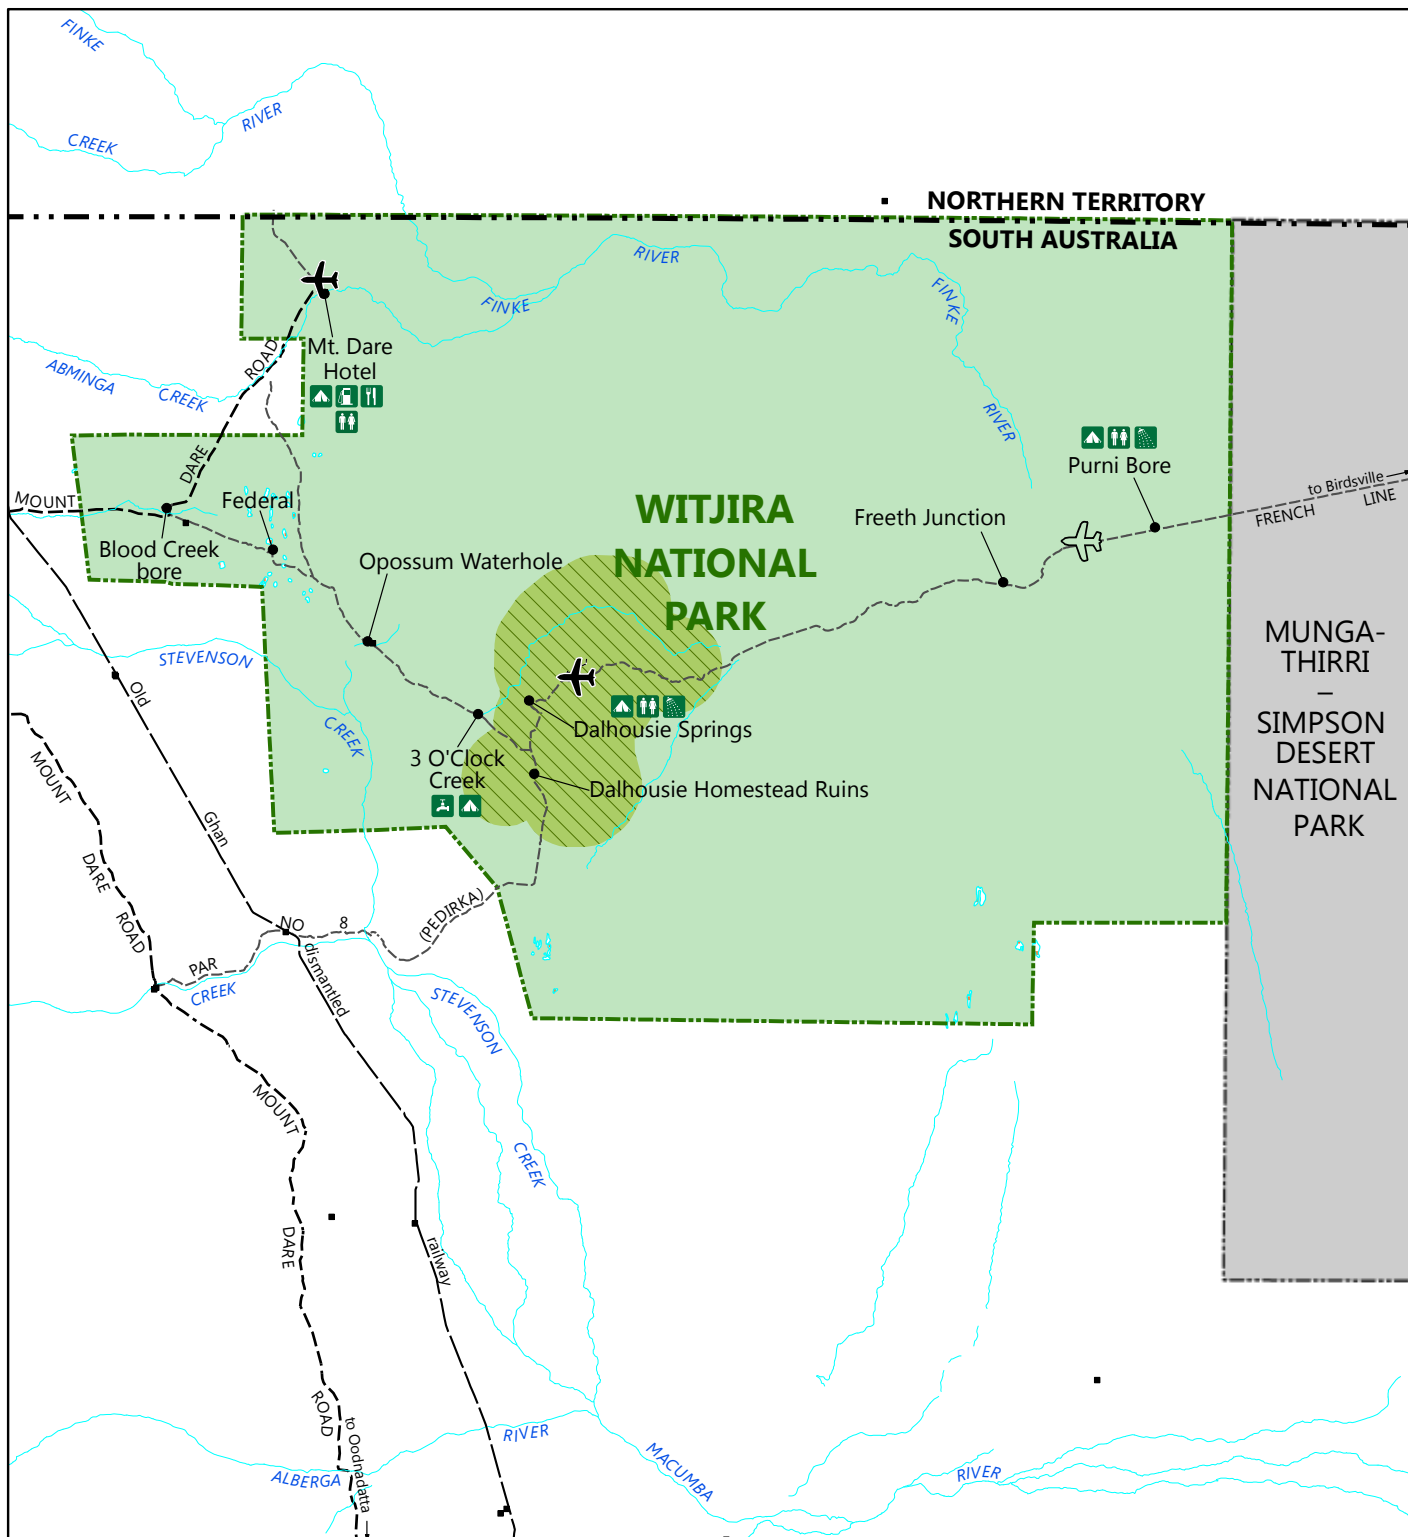 FINKE
RIVER
CREEK
NORTHERN TERRITORY
SOUTH AUSTRALIA
RIVER
FINKE
FINKE
RIVER
ABMINGA
CREEK
ROAD
Mt. Dare
Hotel
DARE
MOUNT
Federal
Blood Creek
bore
Opossum Waterhole
WITJIRA
NATIONAL
PARK
Freeth Junction
Purni Bore
to Birdsville
FRENCH
LINE
STEVENSON
CREEK
Old
Ghan
dismantled
railway
3 O'Clock
Creek
Dalhousie Springs
Dalhousie Homestead Ruins
MUNGA-
THIRRI
–
SIMPSON
DESERT
NATIONAL
PARK
MOUNT
DARE
ROAD
PAR
NO
8
(PEDIRKA)
CREEK
STEVENSON
CREEK
MOUNT
DARE
ROAD
to Oodnadatta
ALBERGA
RIVER
MACUMBA
RIVER